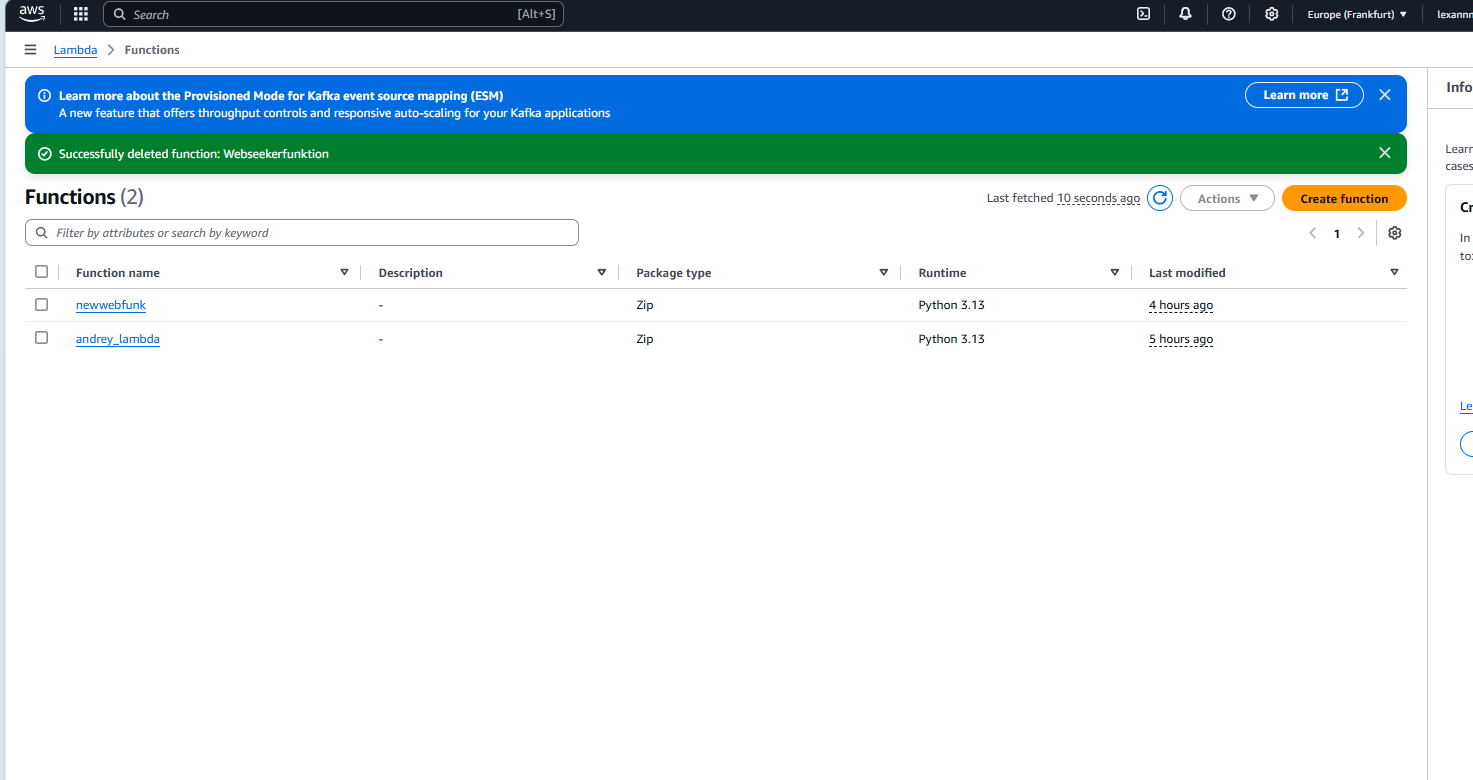 aws
Search [Alt+S]
Europe (Frankfurt)
Lambda
Functions
Learn more about the Provisioned Mode for Kafka event source mapping (ESM)
A new feature that offers throughput controls and responsive auto-scaling for your Kafka applications
Learn more
Successfully deleted function: Webseekerfunktion
Functions (2)
Last fetched 10 seconds ago
Actions
Create function
Filter by attributes or search by keyword
1
Function name Description Package type Runtime Last modified
newwebfunk - Zip Python 3.13 4 hours ago
andrey_lambda - Zip Python 3.13 5 hours ago
Info
Learn
cases
In
to: